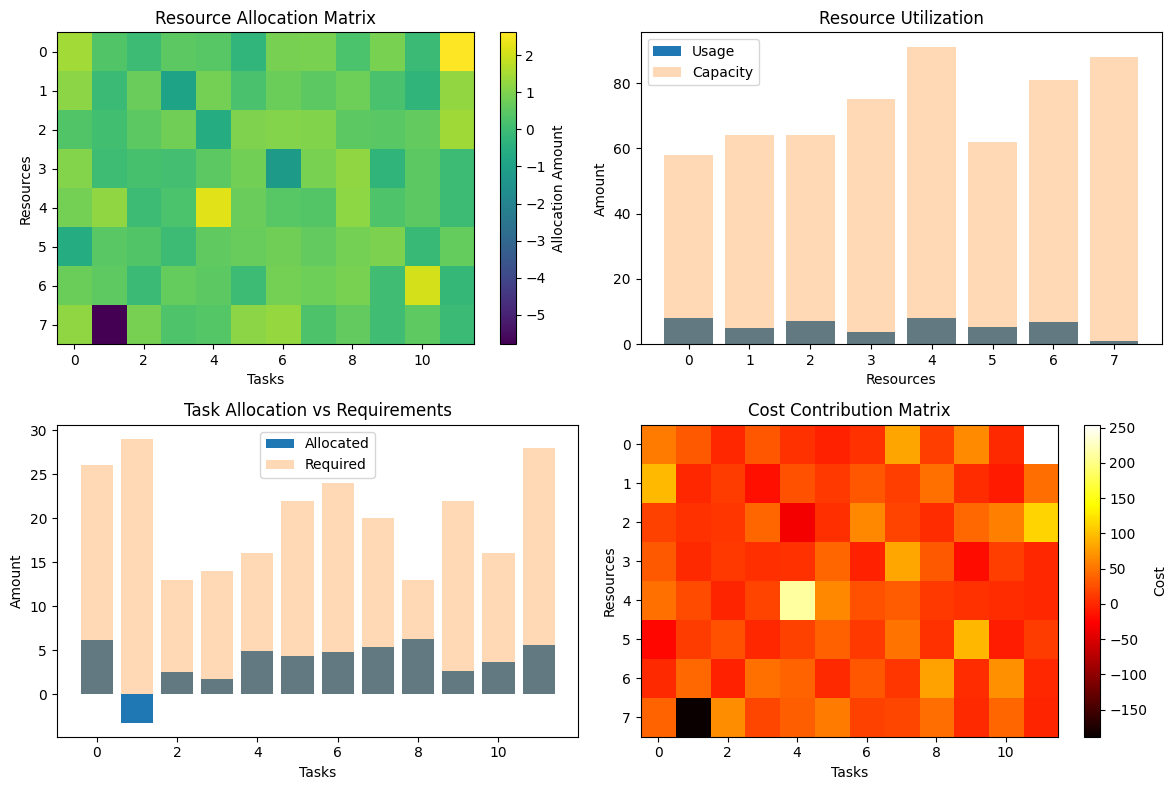 Resource Allocation Matrix
0
1
2
3
4
5
6
7
Resources
0 2 4 6 8 10
Tasks
2
1
0
−1
−2
−3
−4
−5
Allocation Amount
Resource Utilization
Usage
Capacity
80
60
40
20
0
Amount
0 1 2 3 4 5 6 7
Resources
Task Allocation vs Requirements
Allocated
Required
30
25
20
15
10
5
0
Amount
0 2 4 6 8 10
Tasks
Cost Contribution Matrix
0
1
2
3
4
5
6
7
Resources
0 2 4 6 8 10
Tasks
250
200
150
100
50
0
−50
−100
−150
Cost